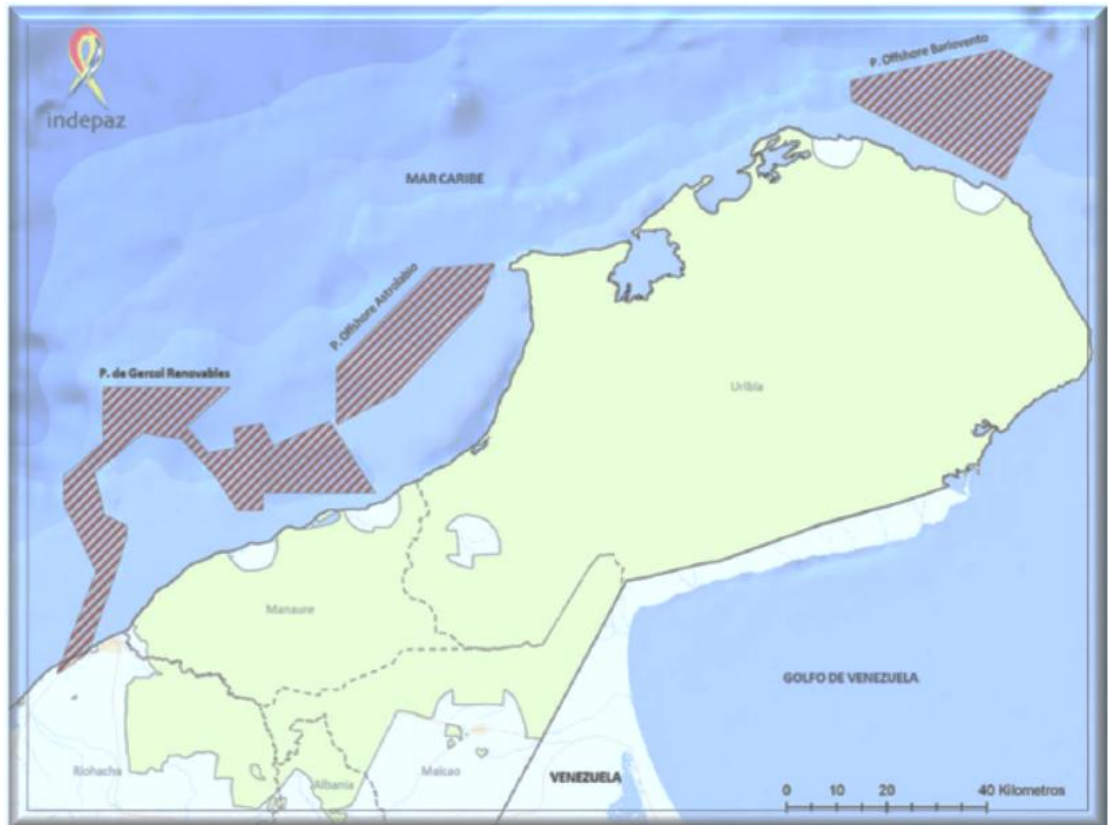 indepaz
P. Offshore Barlovento
MAR CARIBE
P. Offshore Astrolabio
P. de Gercol Renovables
Uribia
Manaure
GOLFO DE VENEZUELA
Riohacha
Albania
Maicao
VENEZUELA
0 10 20 40 Kilometros